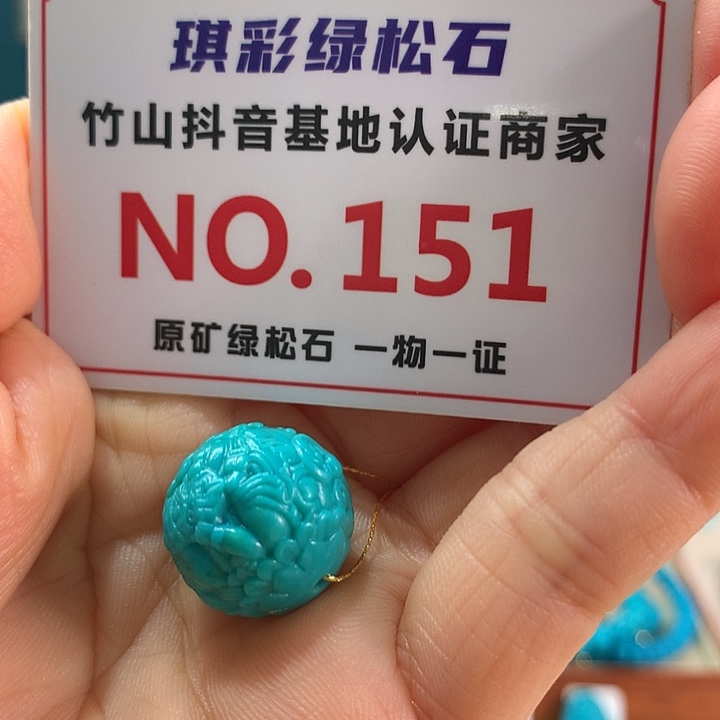 琪彩绿松石
竹山抖音基地认证商家
NO.151
原矿绿松石 一物一证